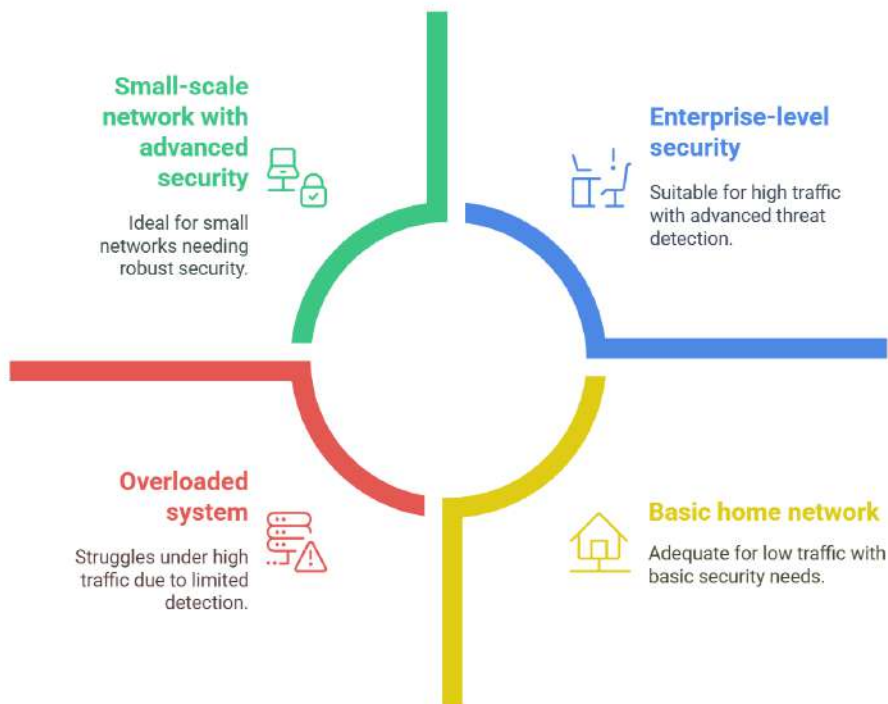 Small-scale
network with
advanced
security
Ideal for small
networks needing
robust security.
Enterprise-level
security
Suitable for high traffic
with advanced threat
detection.
Overloaded
system
Struggles under high
traffic due to limited
detection.
Basic home network
Adequate for low traffic with
basic security needs.